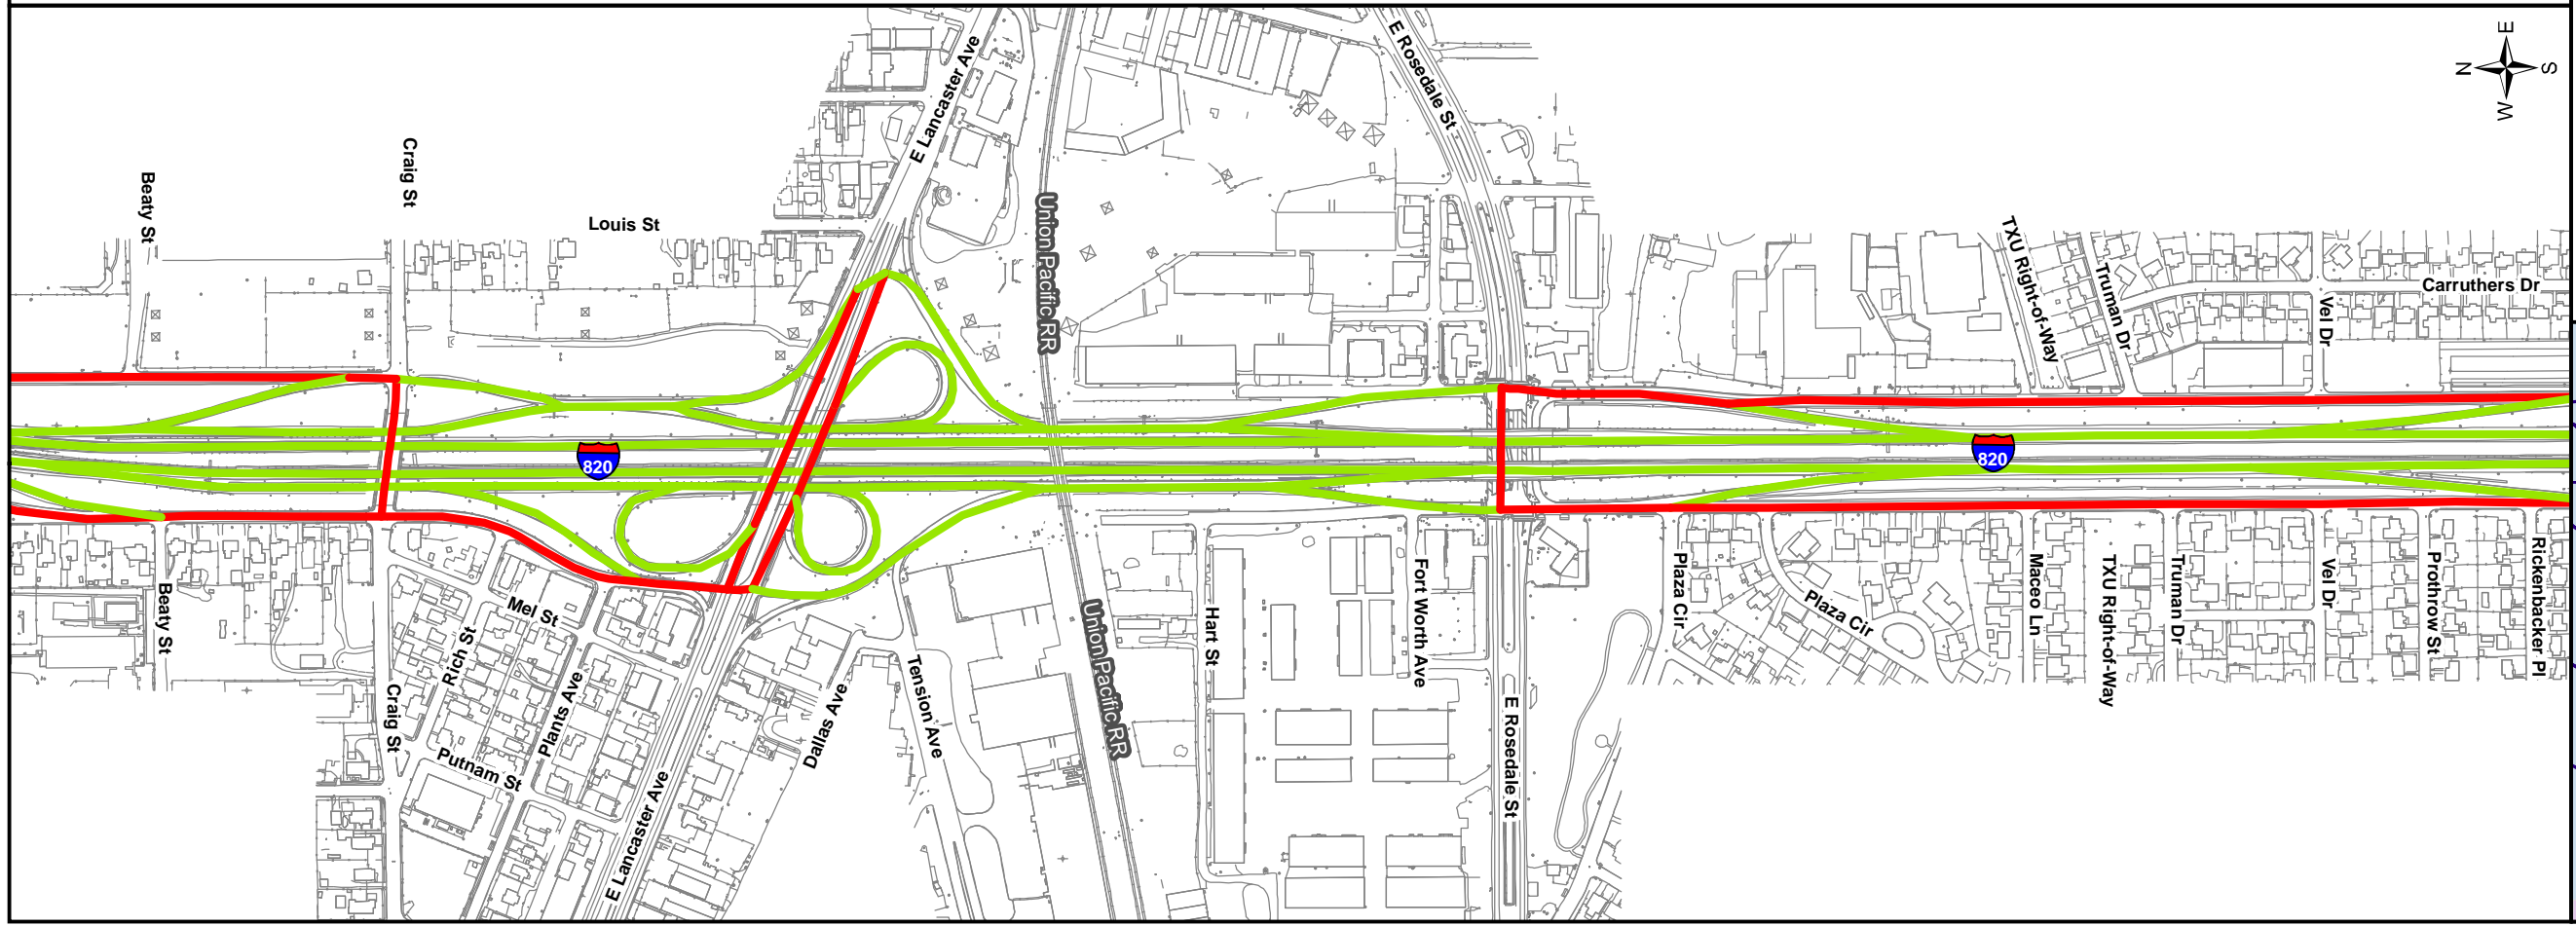 E Lancaster Ave
E Rosedale St
E
N
S
W
Craig St
Beaty St
Louis St
Union Pacific RR
TXU Right-of-Way
Truman Dr
Vel Dr
Carruthers Dr
820
820
Beaty St
Mel St
Rich St
Craig St
Plants Ave
Putnam St
E Lancaster Ave
Dallas Ave
Tension Ave
Union Pacific RR
Hart St
Fort Worth Ave
E Rosedale St
Plaza Cir
Plaza Cir
Maceo Ln
TXU Right-of-Way
Truman Dr
Vel Dr
Prothrow St
Rickenbacker Pl